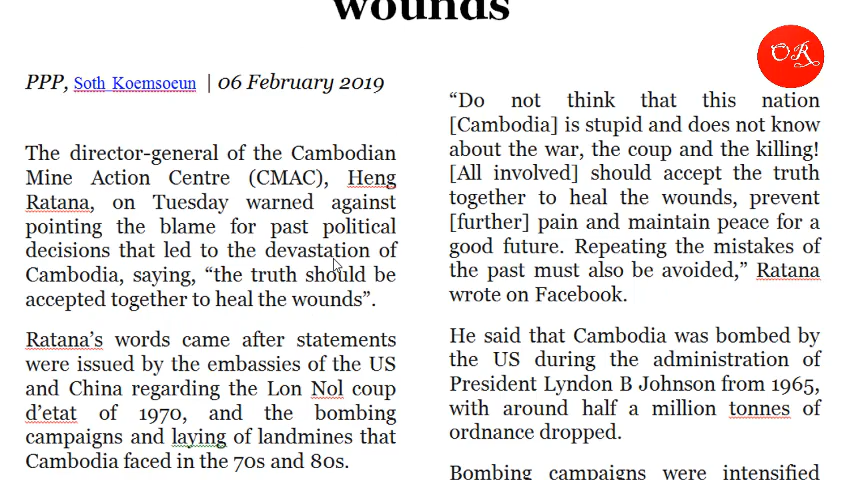 wounds
PPP, Soth Koemsoeun | 06 February 2019
The director-general of the Cambodian
Mine Action Centre (CMAC), Heng
Ratana, on Tuesday warned against
pointing the blame for past political
decisions that led to the devastation of
Cambodia, saying, “the truth should be
accepted together to heal the wounds”.
Ratana’s words came after statements
were issued by the embassies of the US
and China regarding the Lon Nol coup
d’etat of 1970, and the bombing
campaigns and laying of landmines that
Cambodia faced in the 70s and 80s.
OR
“Do not think that this nation
[Cambodia] is stupid and does not know
about the war, the coup and the killing!
[All involved] should accept the truth
together to heal the wounds, prevent
[further] pain and maintain peace for a
good future. Repeating the mistakes of
the past must also be avoided,” Ratana
wrote on Facebook.
He said that Cambodia was bombed by
the US during the administration of
President Lyndon B Johnson from 1965,
with around half a million tonnes of
ordnance dropped.
Bombing campaigns were intensified